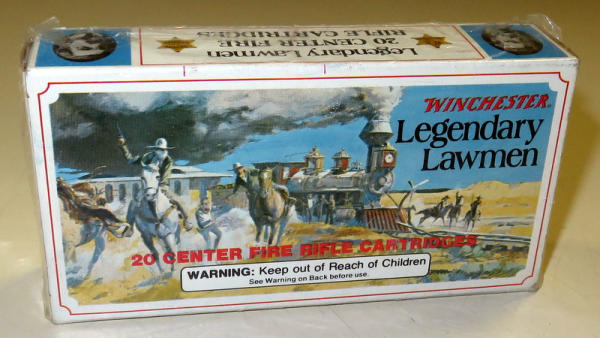 Legendary Lawmen
20 CENTER FIRE
RIFLE CARTRIDGES
WINCHESTER®
Legendary
Lawmen
20 CENTER FIRE RIFLE CARTRIDGES
WARNING: Keep out of Reach of Children
See Warning on Back before use.